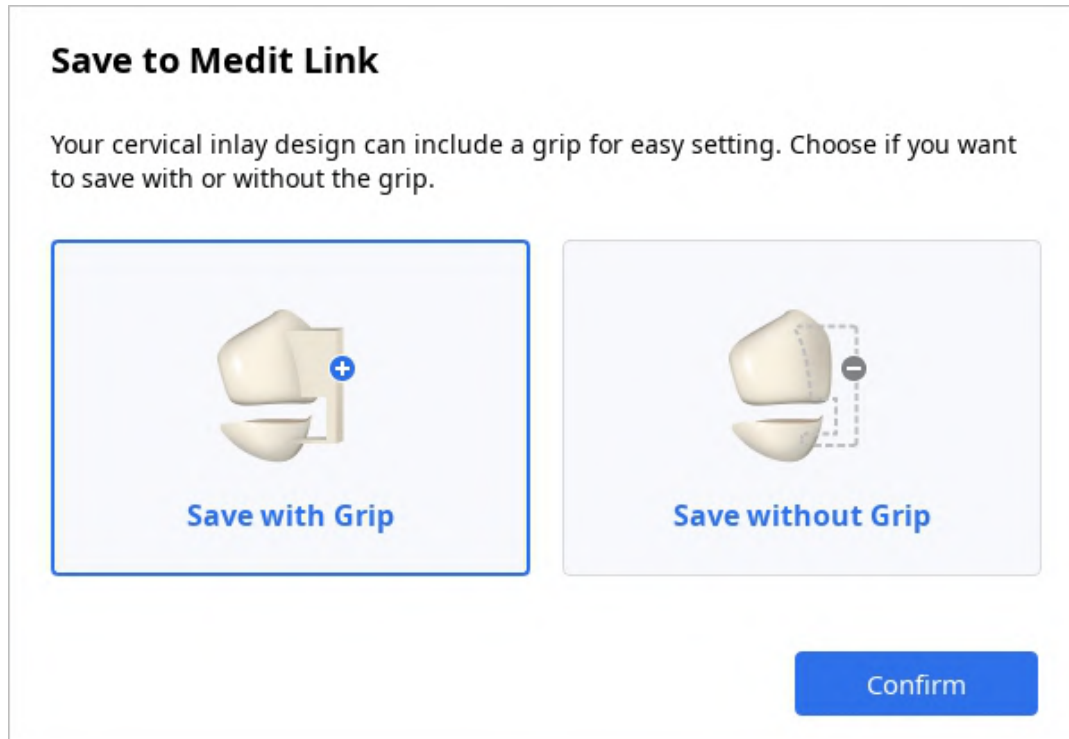 Save to Medit Link
Your cervical inlay design can include a grip for easy setting. Choose if you want
to save with or without the grip.
Save with Grip
Save without Grip
Confirm